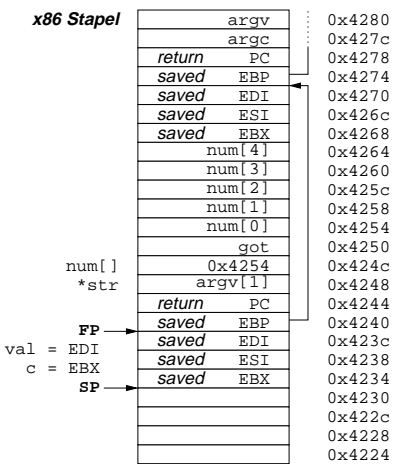 x86 Stapel argv 0x4280
argc 0x427c
return PC 0x4278
saved EBP 0x4274
saved EDI 0x4270
saved ESI 0x426c
saved EBX 0x4268
num[4] 0x4264
num[3] 0x4260
num[2] 0x425c
num[1] 0x4258
num[0] 0x4254
got 0x4250
num[] 0x4254 0x424c
*str argv[1] 0x4248
return PC 0x4244
FP saved EBP 0x4240
val = EDI saved EDI 0x423c
c = EBX saved ESI 0x4238
SP saved EBX 0x4234
0x4230
0x422c
0x4228
0x4224